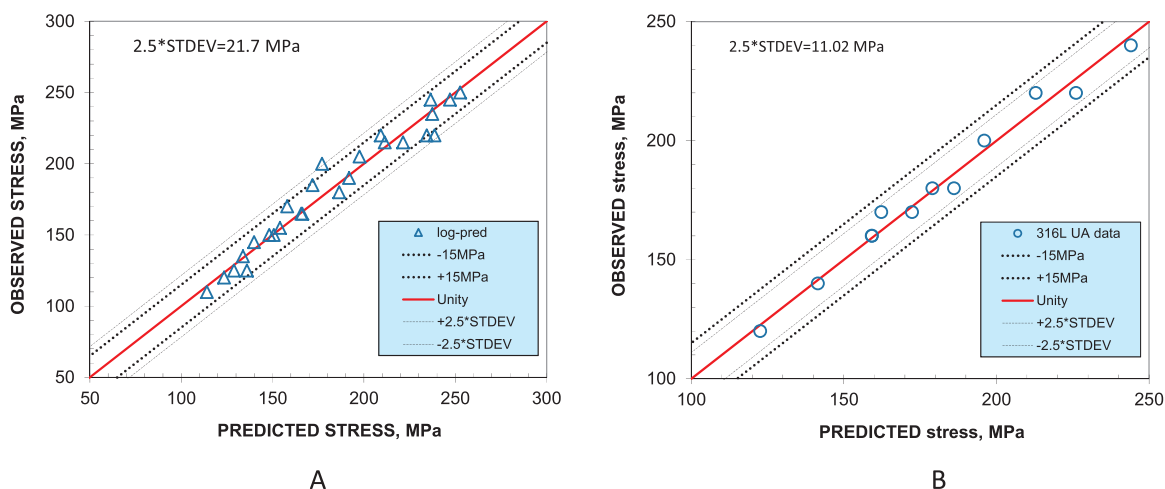 2.5*STDEV=21.7 MPa
OBSERVED STRESS, MPa
300
250
200
150
100
50
log-pred
-15MPa
+15MPa
Unity
+2.5*STDEV
-2.5*STDEV
50
100
150
200
250
300
PREDICTED STRESS, MPa
A
2.5*STDEV=11.02 MPa
OBSERVED stress, MPa
250
200
150
100
316L UA data
-15MPa
+15MPa
Unity
+2.5*STDEV
-2.5*STDEV
100
150
200
250
PREDICTED stress, MPa
B